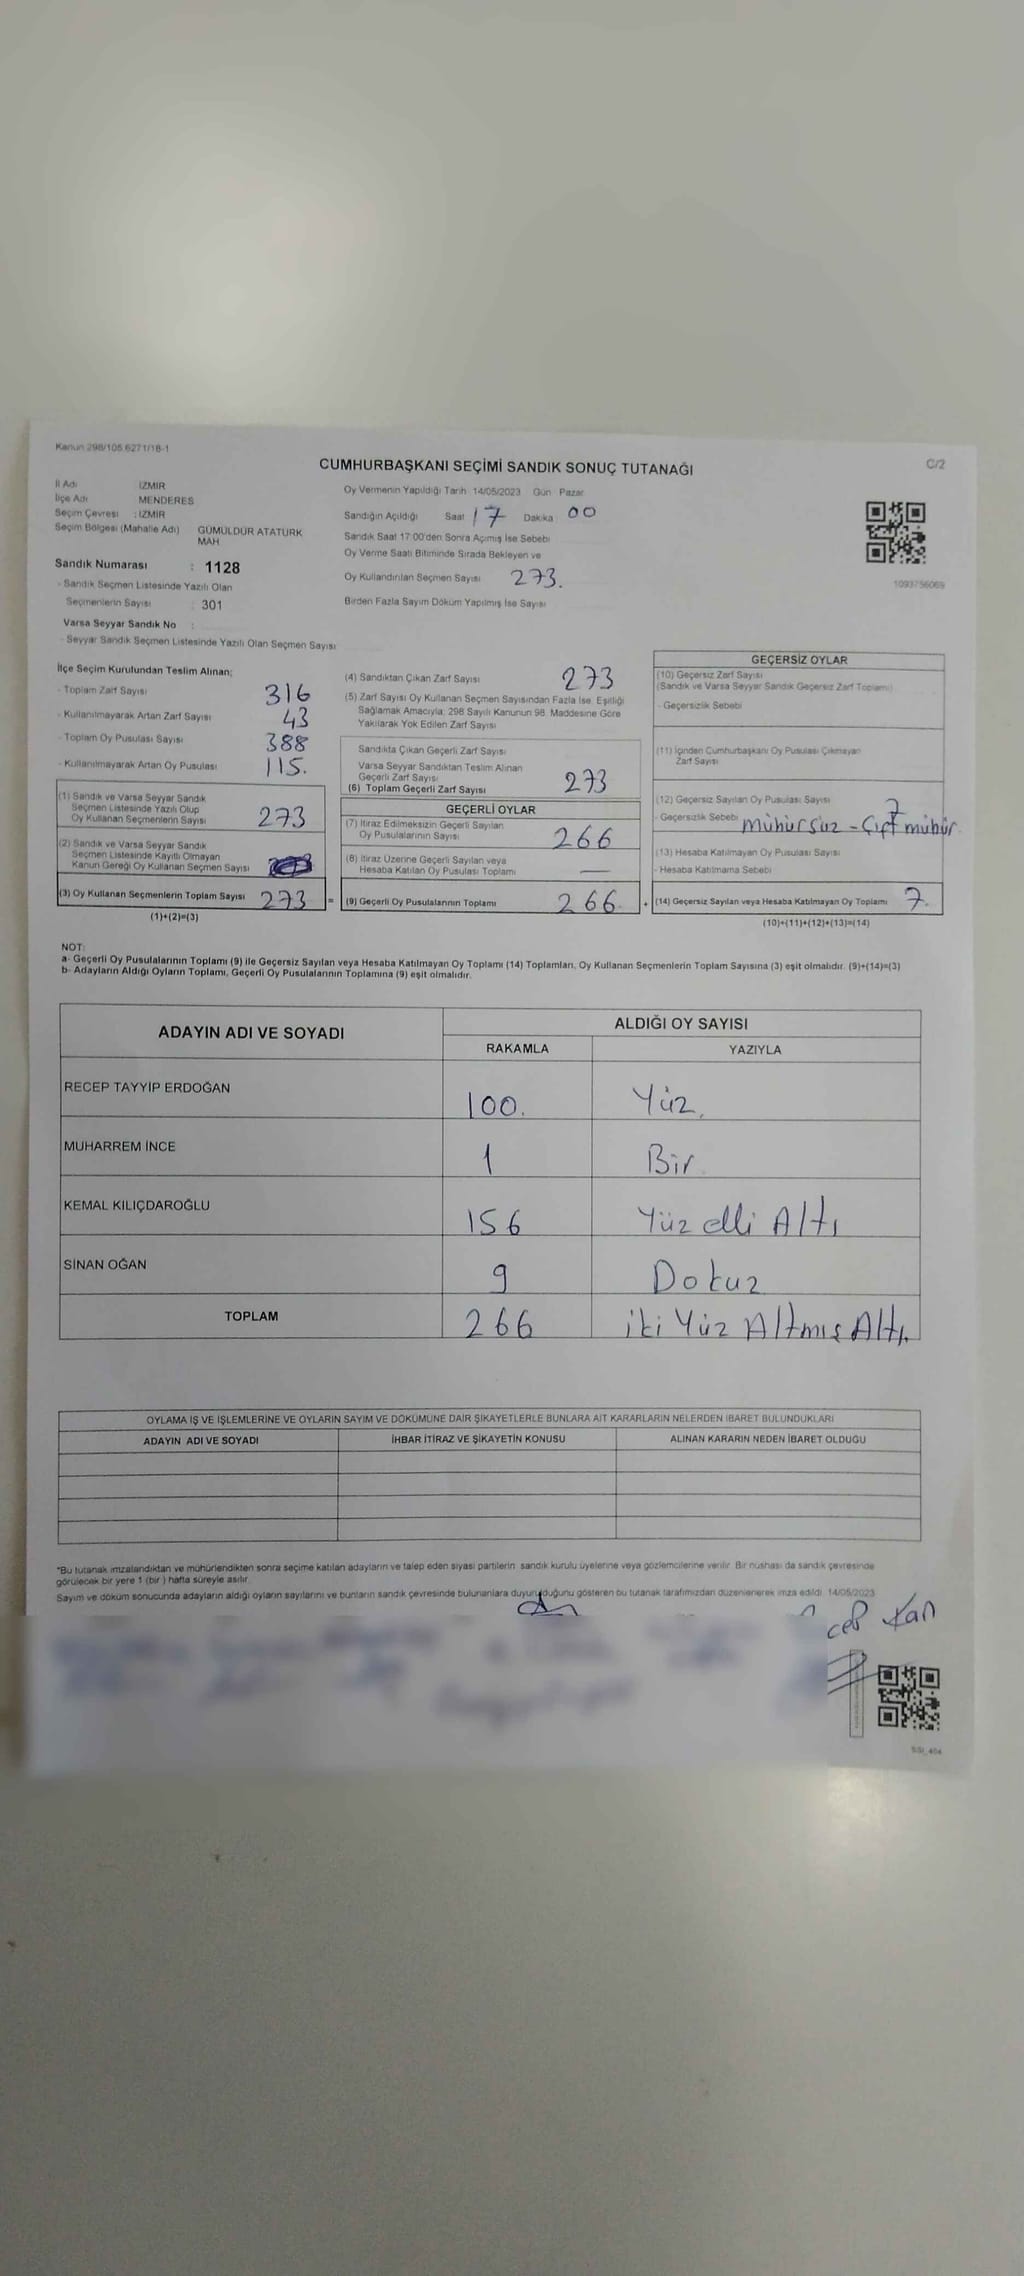 Kanun 298/105 6271/18-1
C/2
CUMHURBAŞKANI SEÇİMİ SANDIK SONUÇ TUTANAĞI
İl Adı : İZMİR
İlçe Adı MENDERES
Seçim Çevresi : İZMİR
Seçim Bölgesi (Mahalle Adı) GÜMÜLDÜR ATATÜRK
MAH
Sandık Numarası : 1128
- Sandık Seçmen Listesinde Yazılı Olan
Seçmenlerin Sayısı : 301
Varsa Seyyar Sandık No :
- Seyyar Sandık Seçmen Listesinde Yazılı Olan Seçmen Sayısı
Oy Vermenin Yapıldığı Tarih 14/05/2023 Gün Pazar
Sandığın Açıldığı Saat 17 Dakika 00
Sandık Saat 17:00'den Sonra Açmış İse Sebebi
Oy Verme Saati Bitiminde Sırada Bekleyen ve
Oy Kullandırılan Seçmen Sayısı 273.
Birden Fazla Sayım Döküm Yapılmış İse Sayısı
1093756069
İlçe Seçim Kurulundan Teslim Alınan;
- Toplam Zarf Sayısı 316
- Kullanılmayarak Artan Zarf Sayısı 43
- Toplam Oy Pusulası Sayısı 388
- Kullanılmayarak Artan Oy Pusulası 115.
(1) Sandık ve Varsa Seyyar Sandık
Seçmen Listesinde Yazılı Olup
Oy Kullanan Seçmenlerin Sayısı 273
(2) Sandık ve Varsa Seyyar Sandık
Seçmen Listesinde Kayıtlı Olmayan
Kanun Gereği Oy Kullanan Seçmen Sayısı
(3) Oy Kullanan Seçmenlerin Toplam Sayısı 273 =
(1)+(2)=(3)
(4) Sandıktan Çıkan Zarf Sayısı 273
(5) Zarf Sayısı Oy Kullanan Seçmen Sayısından Fazla İse, Eşitliği
Sağlamak Amacıyla, 298 Sayılı Kanunun 98. Maddesine Göre
Yakılarak Yok Edilen Zarf Sayısı
Sandıkta Çıkan Geçerli Zarf Sayısı
Varsa Seyyar Sandıktan Teslim Alınan
Geçerli Zarf Sayısı
(6) Toplam Geçerli Zarf Sayısı 273
GEÇERLİ OYLAR
(7) İtiraz Edilmeksizin Geçerli Sayılan
Oy Pusulalarının Sayısı 266
(8) İtiraz Üzerine Geçerli Sayılan veya
Hesaba Katılan Oy Pusulası Toplamı —
(9) Geçerli Oy Pusulalarının Toplamı 266. +
GEÇERSİZ OYLAR
(10) Geçersiz Zarf Sayısı
(Sandık ve Varsa Seyyar Sandık Geçersiz Zarf Toplamı)
- Geçersizlik Sebebi
(11) İçinden Cumhurbaşkanı Oy Pusulası Çıkmayan
Zarf Sayısı
(12) Geçersiz Sayılan Oy Pusulası Sayısı 7
- Geçersizlik Sebebi mühürsüz - Çift mühür
(13) Hesaba Katılmayan Oy Pusulası Sayısı
- Hesaba Katılmama Sebebi
(14) Geçersiz Sayılan veya Hesaba Katılmayan Oy Toplamı 7.
(10)+(11)+(12)+(13)=(14)
NOT:
a- Geçerli Oy Pusulalarının Toplamı (9) ile Geçersiz Sayılan veya Hesaba Katılmayan Oy Toplamı (14) Toplamları, Oy Kullanan Seçmenlerin Toplam Sayısına (3) eşit olmalıdır. (9)+(14)=(3)
b- Adayların Aldığı Oyların Toplamı, Geçerli Oy Pusulalarının Toplamına (9) eşit olmalıdır.
ADAYIN ADI VE SOYADI ALDIĞI OY SAYISI
RAKAMLA YAZIYLA
RECEP TAYYİP ERDOĞAN 100. Yüz.
MUHARREM İNCE 1 Bir.
KEMAL KILIÇDAROĞLU 156 Yüz elli Altı
SİNAN OĞAN 9 Dokuz
TOPLAM 266 iki Yüz Altmış Altı.
OYLAMA İŞ VE İŞLEMLERİNE VE OYLARIN SAYIM VE DÖKÜMÜNE DAİR ŞİKAYETLERLE BUNLARA AİT KARARLARIN NELERDEN İBARET BULUNDUKLARI
ADAYIN ADI VE SOYADI İHBAR İTİRAZ VE ŞİKAYETİN KONUSU ALINAN KARARIN NEDEN İBARET OLDUĞU
*Bu tutanak imzalandıktan ve mühürlendikten sonra seçime katılan adayların ve talep eden siyasi partilerin sandık kurulu üyelerine veya gözlemcilerine verilir. Bir nüshası da sandık çevresinde
görülecek bir yere 1 (bir) hafta süreyle asılır.
Sayım ve döküm sonucunda adayların aldığı oyların sayılarını ve bunların sandık çevresinde bulunanlara duyurulduğunu gösteren bu tutanak tarafımızdan düzenlenerek imza edildi. 14/05/2023